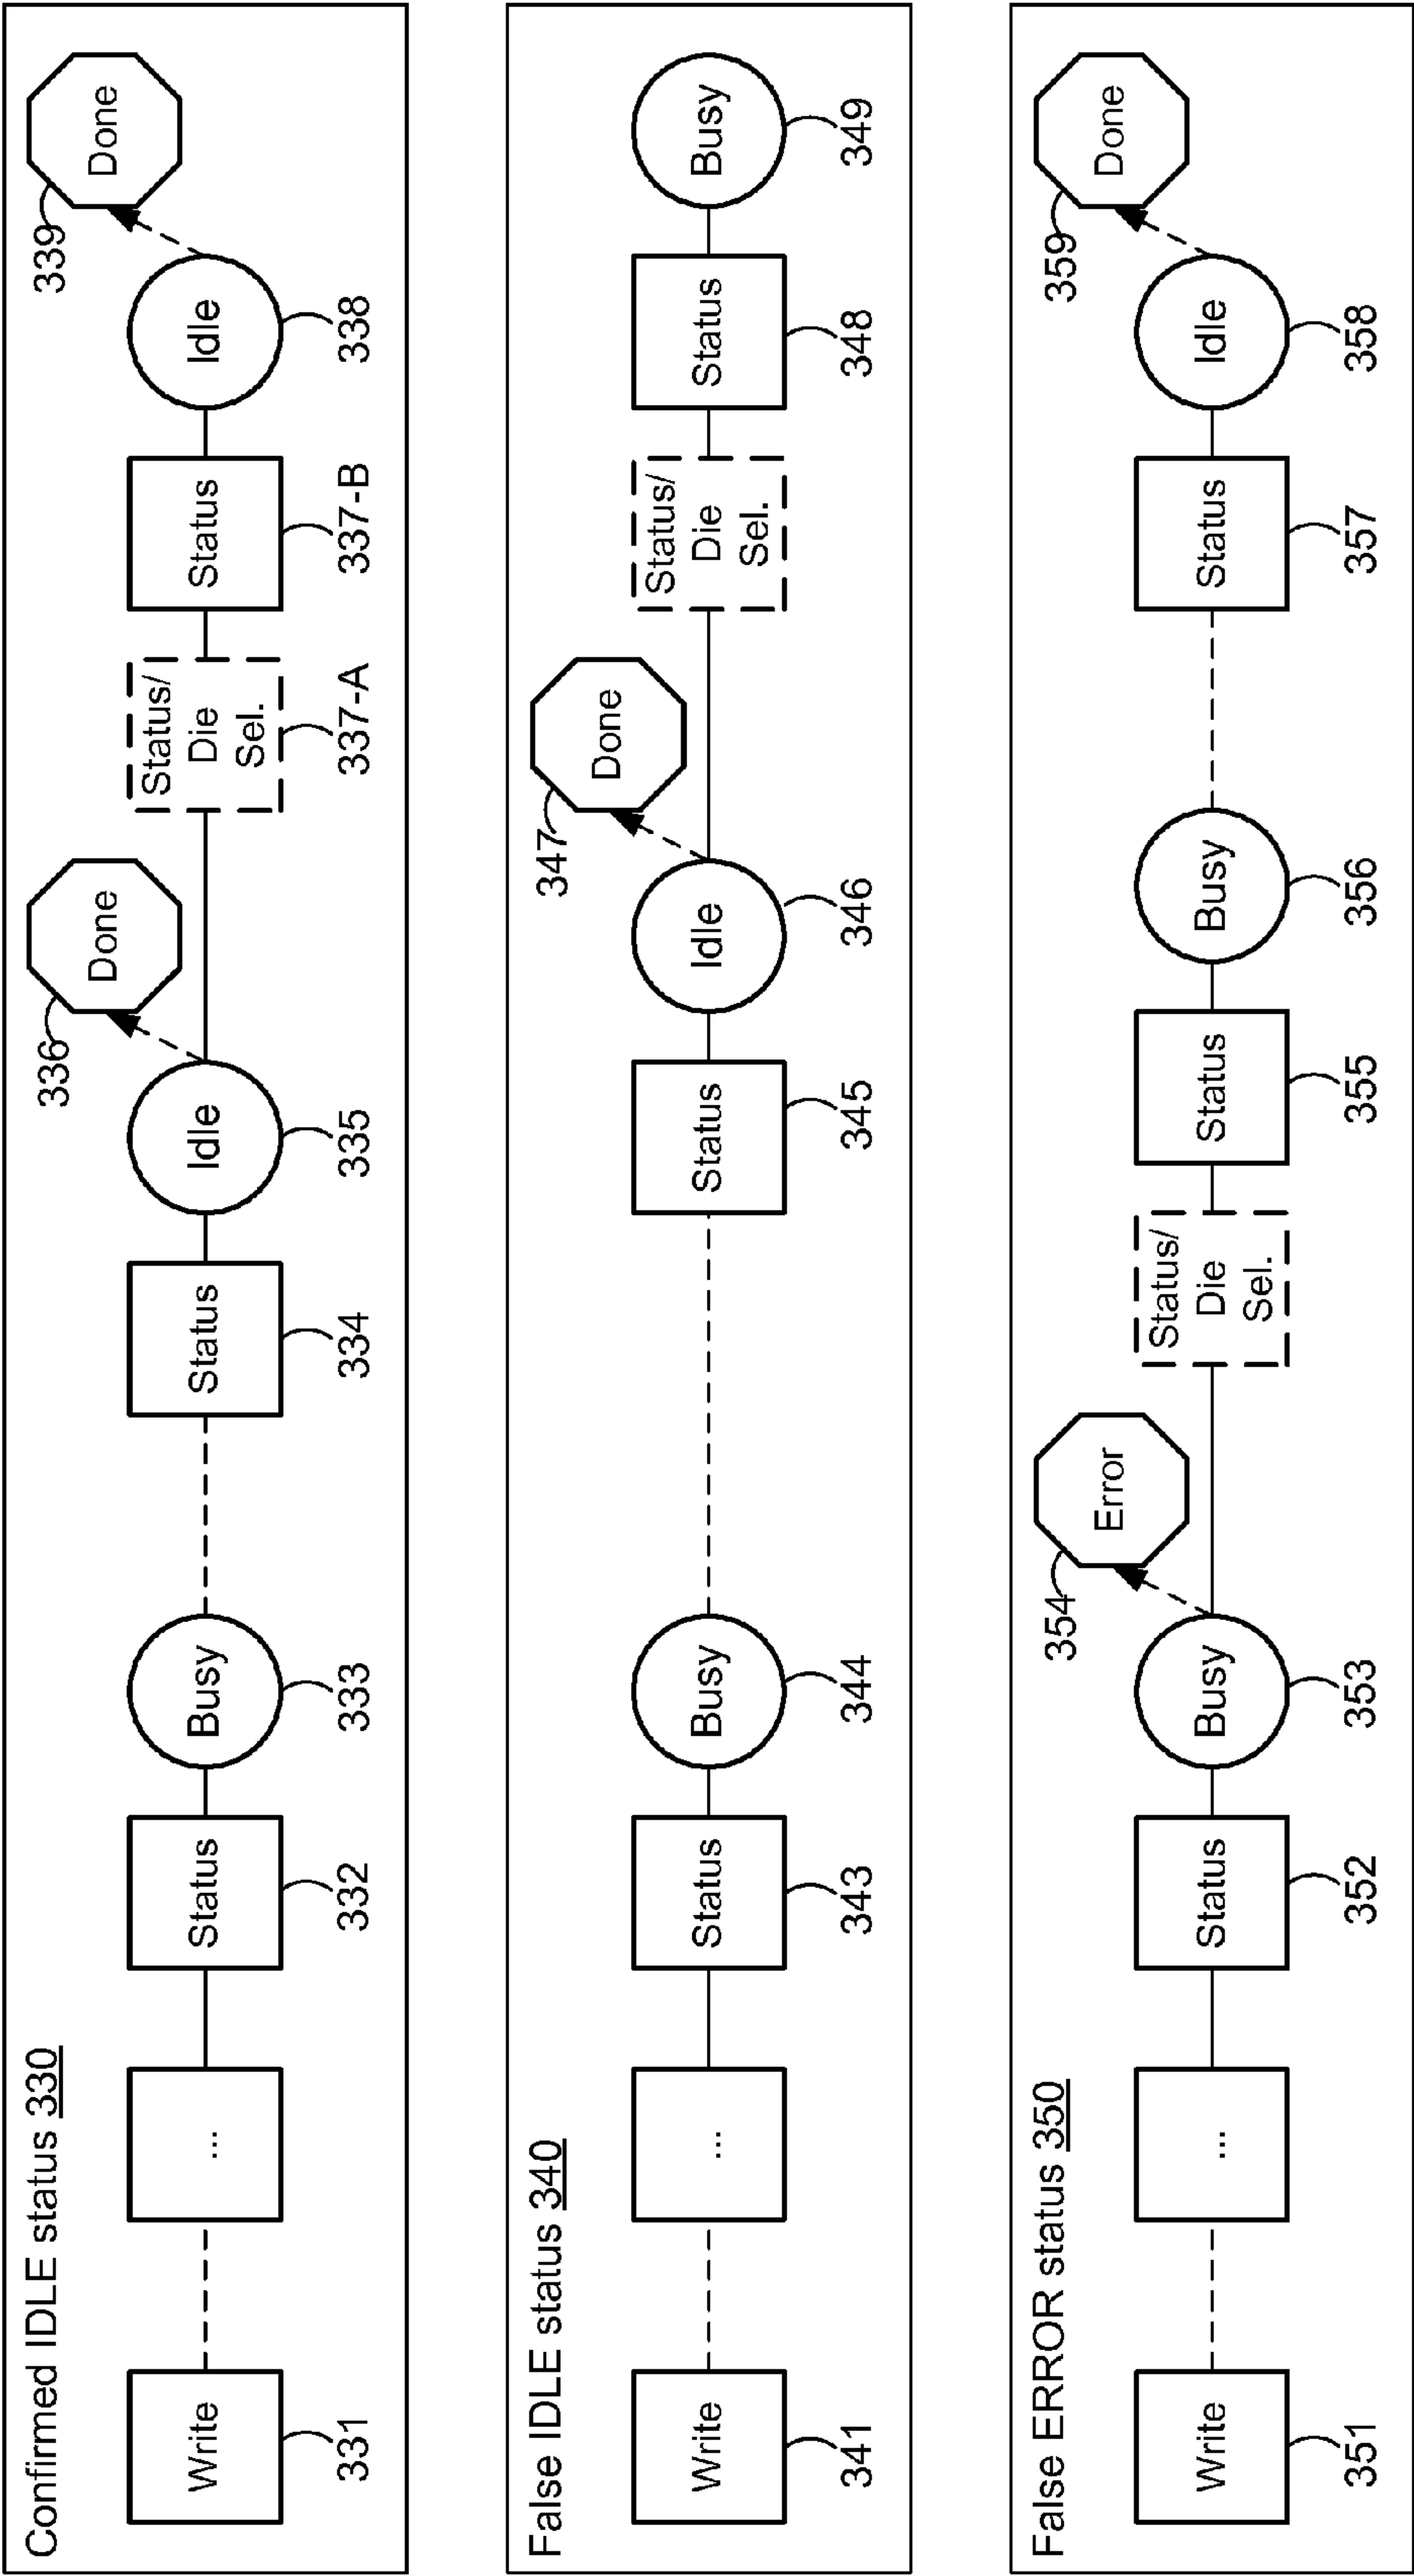 Confirmed IDLE status 330
Write
...
Status
Busy
Status
Idle
Done
Status/
Die
Sel.
Status
Idle
Done
331
332
333
334
335
336
337-A
337-B
338
339
False IDLE status 340
Write
...
Status
Busy
Status
Idle
Done
Status/
Die
Sel.
Status
Busy
341
343
344
345
346
347
348
349
False ERROR status 350
Write
...
Status
Busy
Error
Status/
Die
Sel.
Status
Busy
Status
Idle
Done
351
352
353
354
355
356
357
358
359